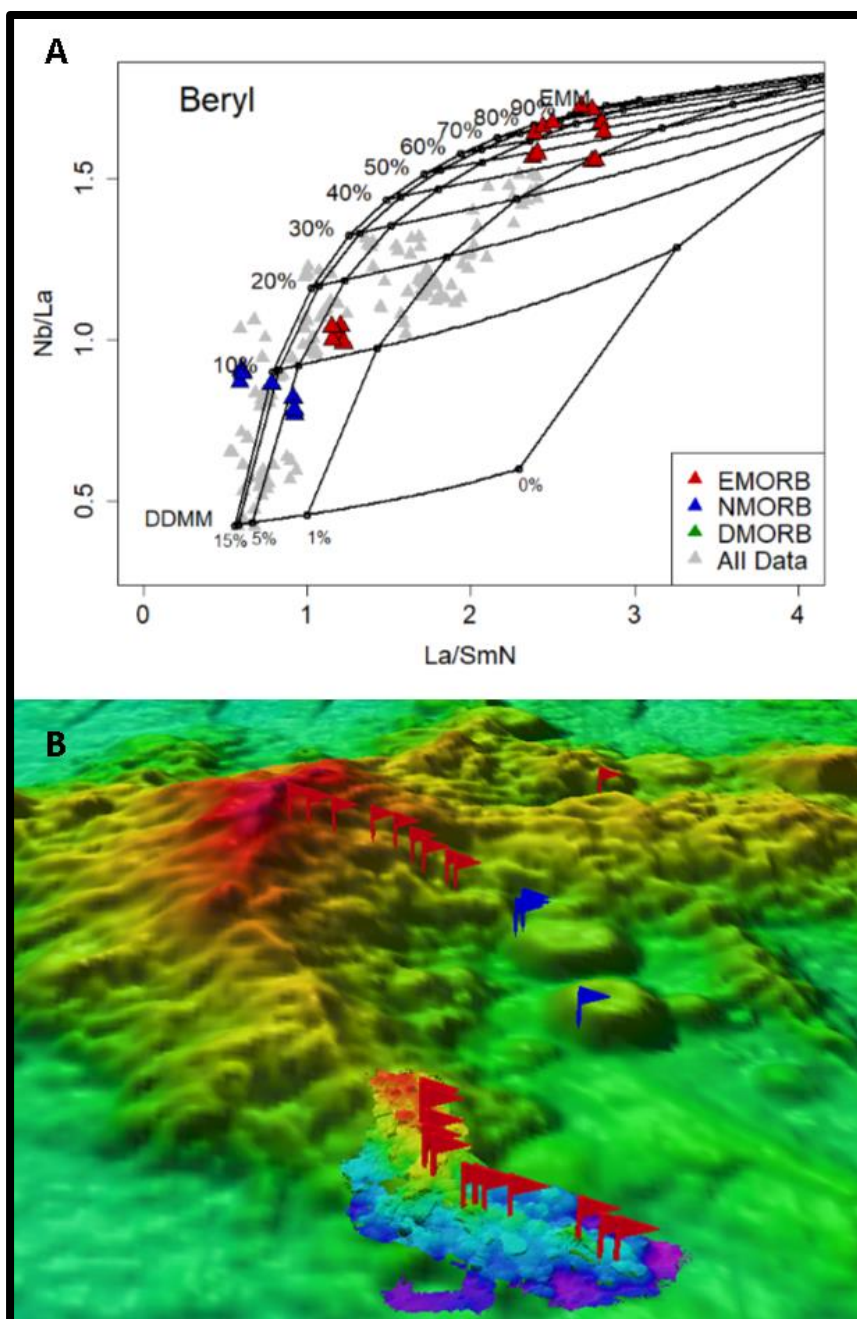 A
Beryl
EMM
90%
80%
70%
60%
50%
40%
30%
20%
10%
DDMM
15%
5%
1%
0%
Nb/La
0.5
1.0
1.5
0
1
2
3
4
La/SmN
EMORB
NMORB
DMORB
All Data
B